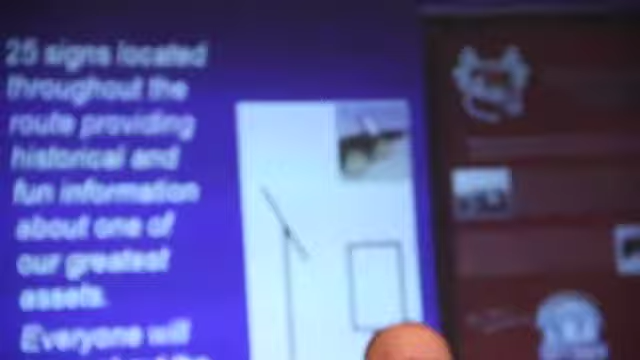 25 signs located
throughout the
route providing
historical and
fun information
about one of
our greatest
assets.
Everyone will